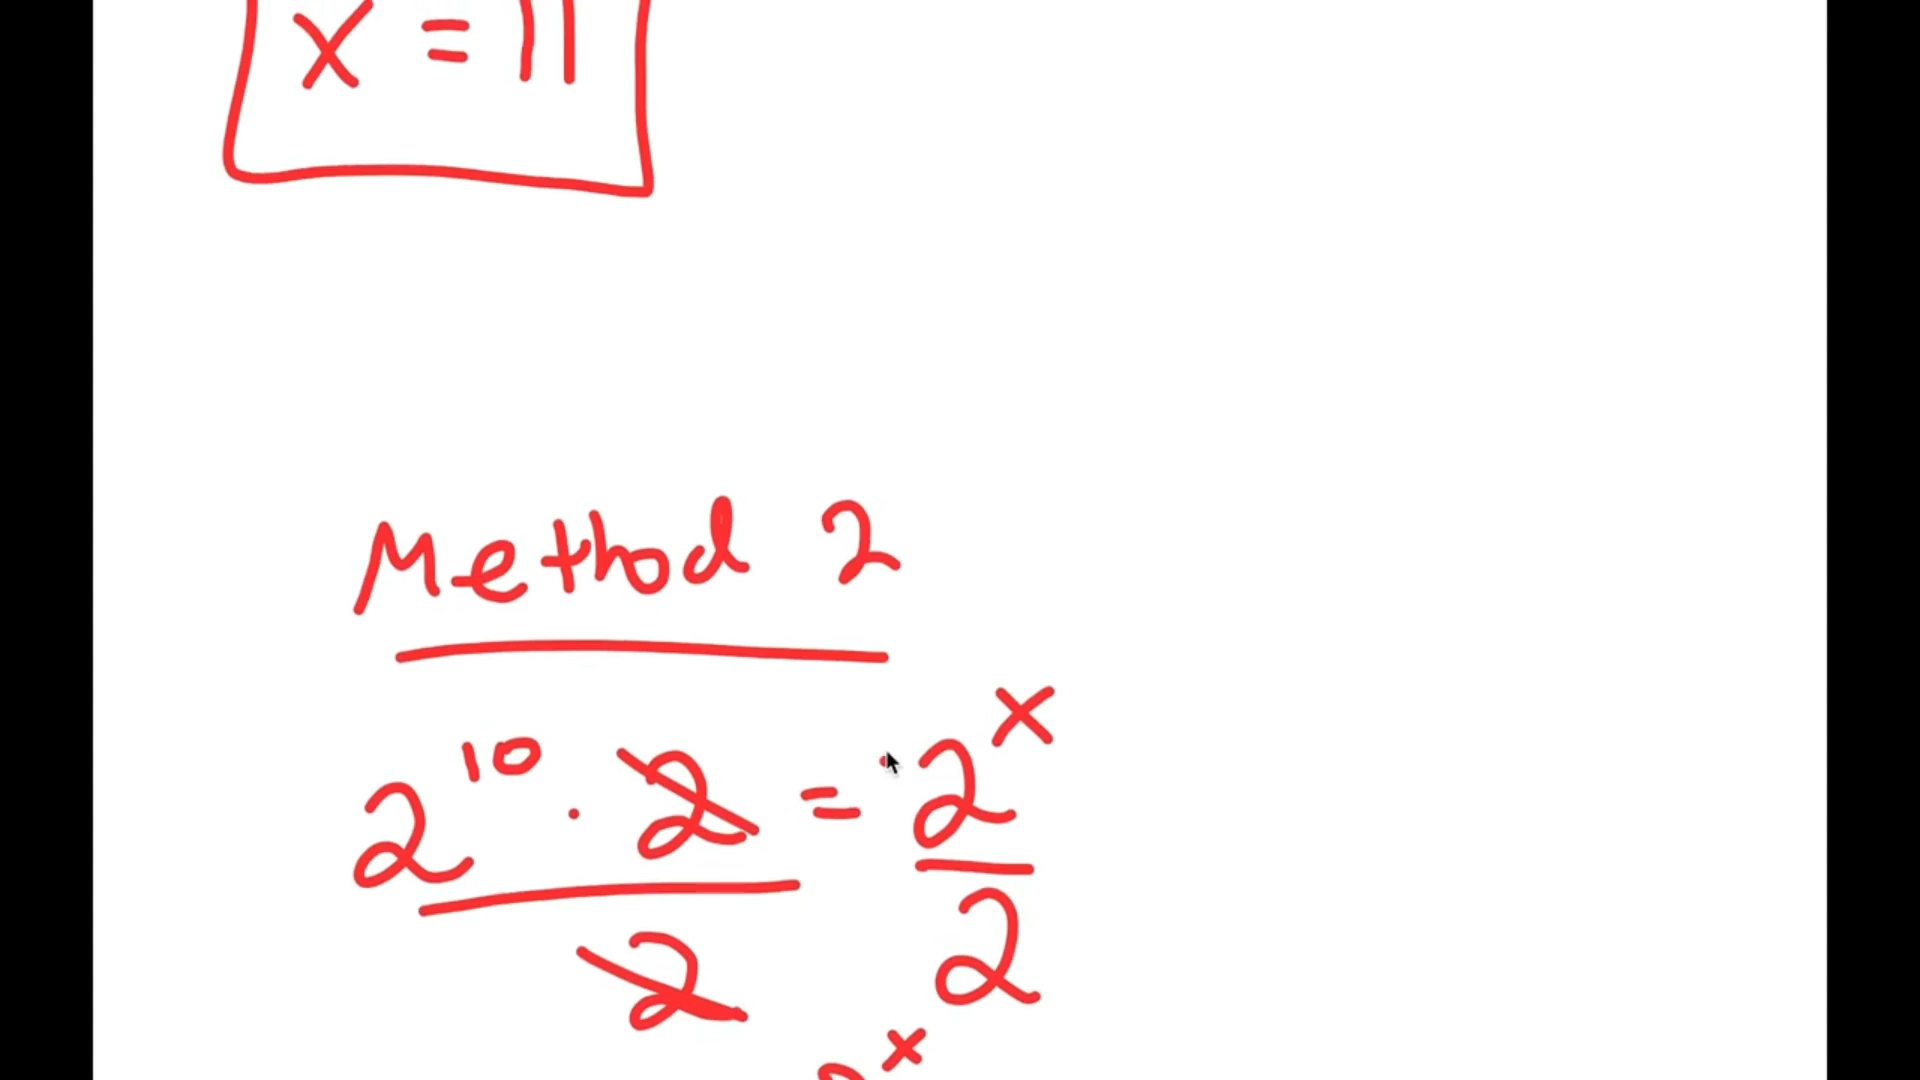 x = 11
Method 2
2^10 · 2 = 2^x
2 2
x